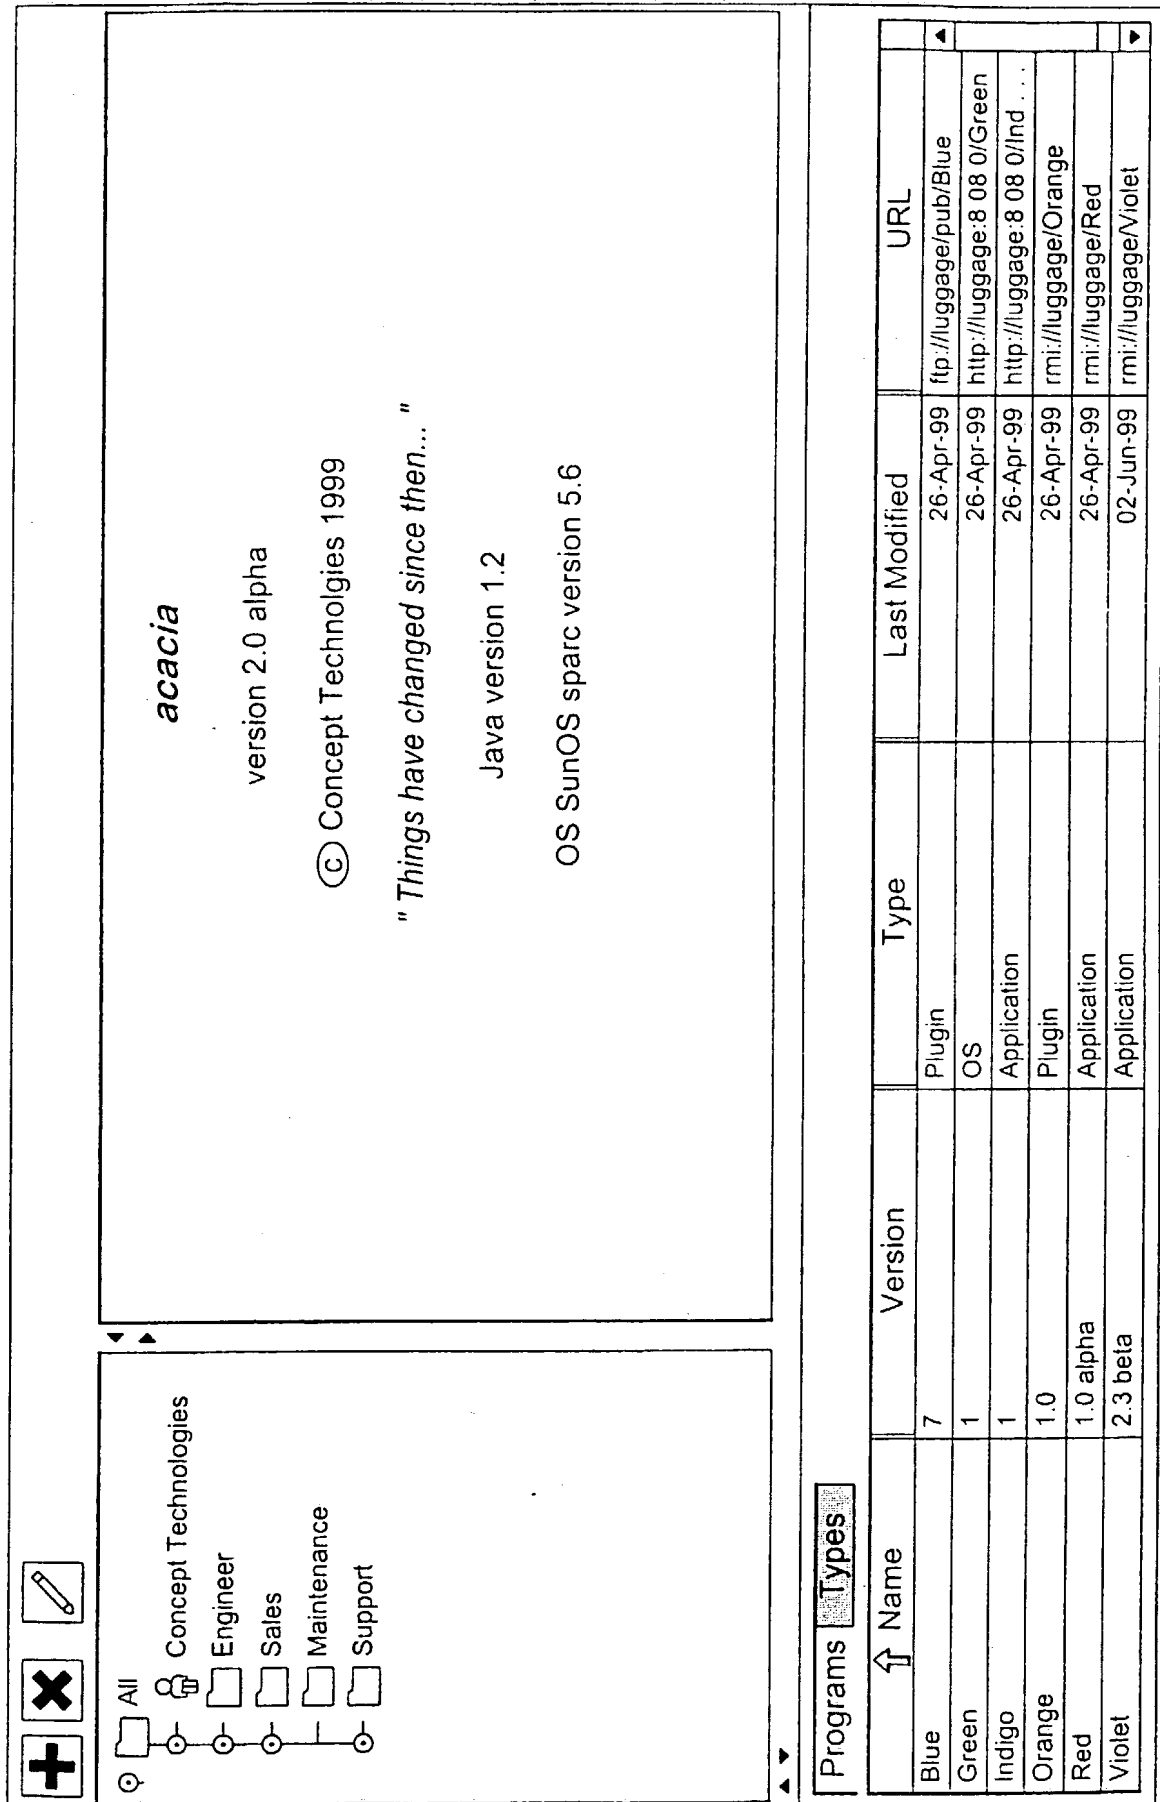 All
Concept Technologies
Engineer
Sales
Maintenance
Support
acacia
version 2.0 alpha
© Concept Technolgies 1999
" Things have changed since then... "
Java version 1.2
OS SunOS sparc version 5.6
Programs Types
Name Version Type Last Modified URL
Blue 7 Plugin 26-Apr-99 ftp://luggage/pub/Blue
Green 1 OS 26-Apr-99 http://luggage:8 08 0/Green
Indigo 1 Application 26-Apr-99 http://luggage:8 08 0/Ind ....
Orange 1.0 Plugin 26-Apr-99 rmi://luggage/Orange
Red 1.0 alpha Application 26-Apr-99 rmi://luggage/Red
Violet 2.3 beta Application 02-Jun-99 rmi://luggage/Violet